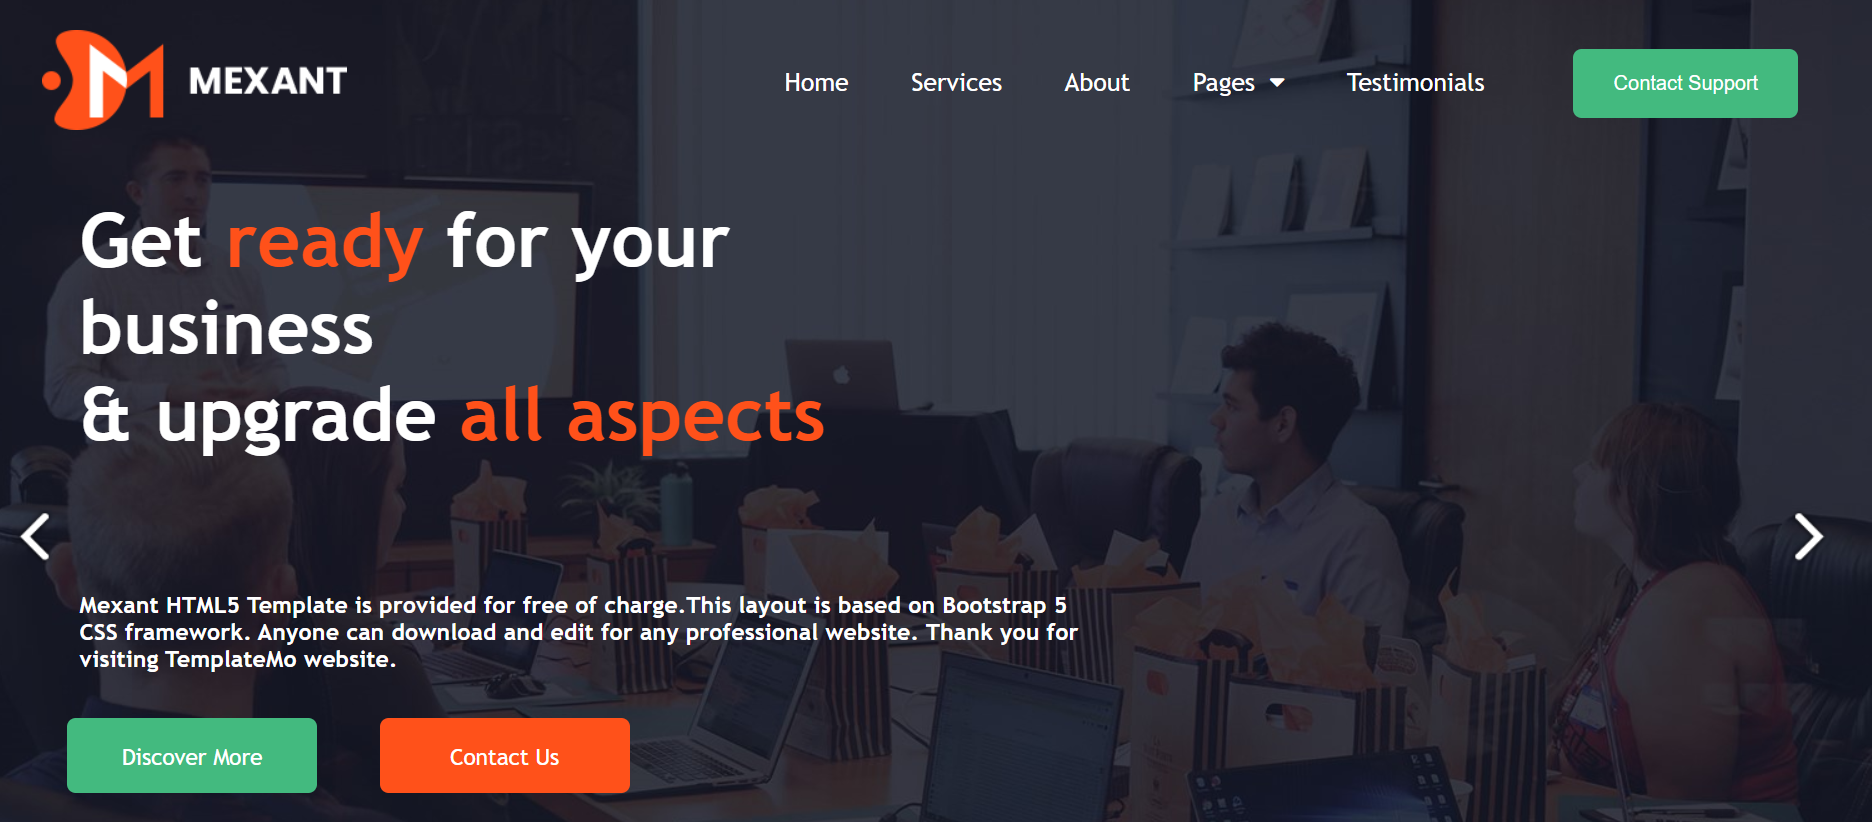 MEXANT
Home Services About Pages Testimonials Contact Support
Get ready for your
business
& upgrade all aspects
Mexant HTML5 Template is provided for free of charge.This layout is based on Bootstrap 5
CSS framework. Anyone can download and edit for any professional website. Thank you for
visiting TemplateMo website.
Discover More Contact Us